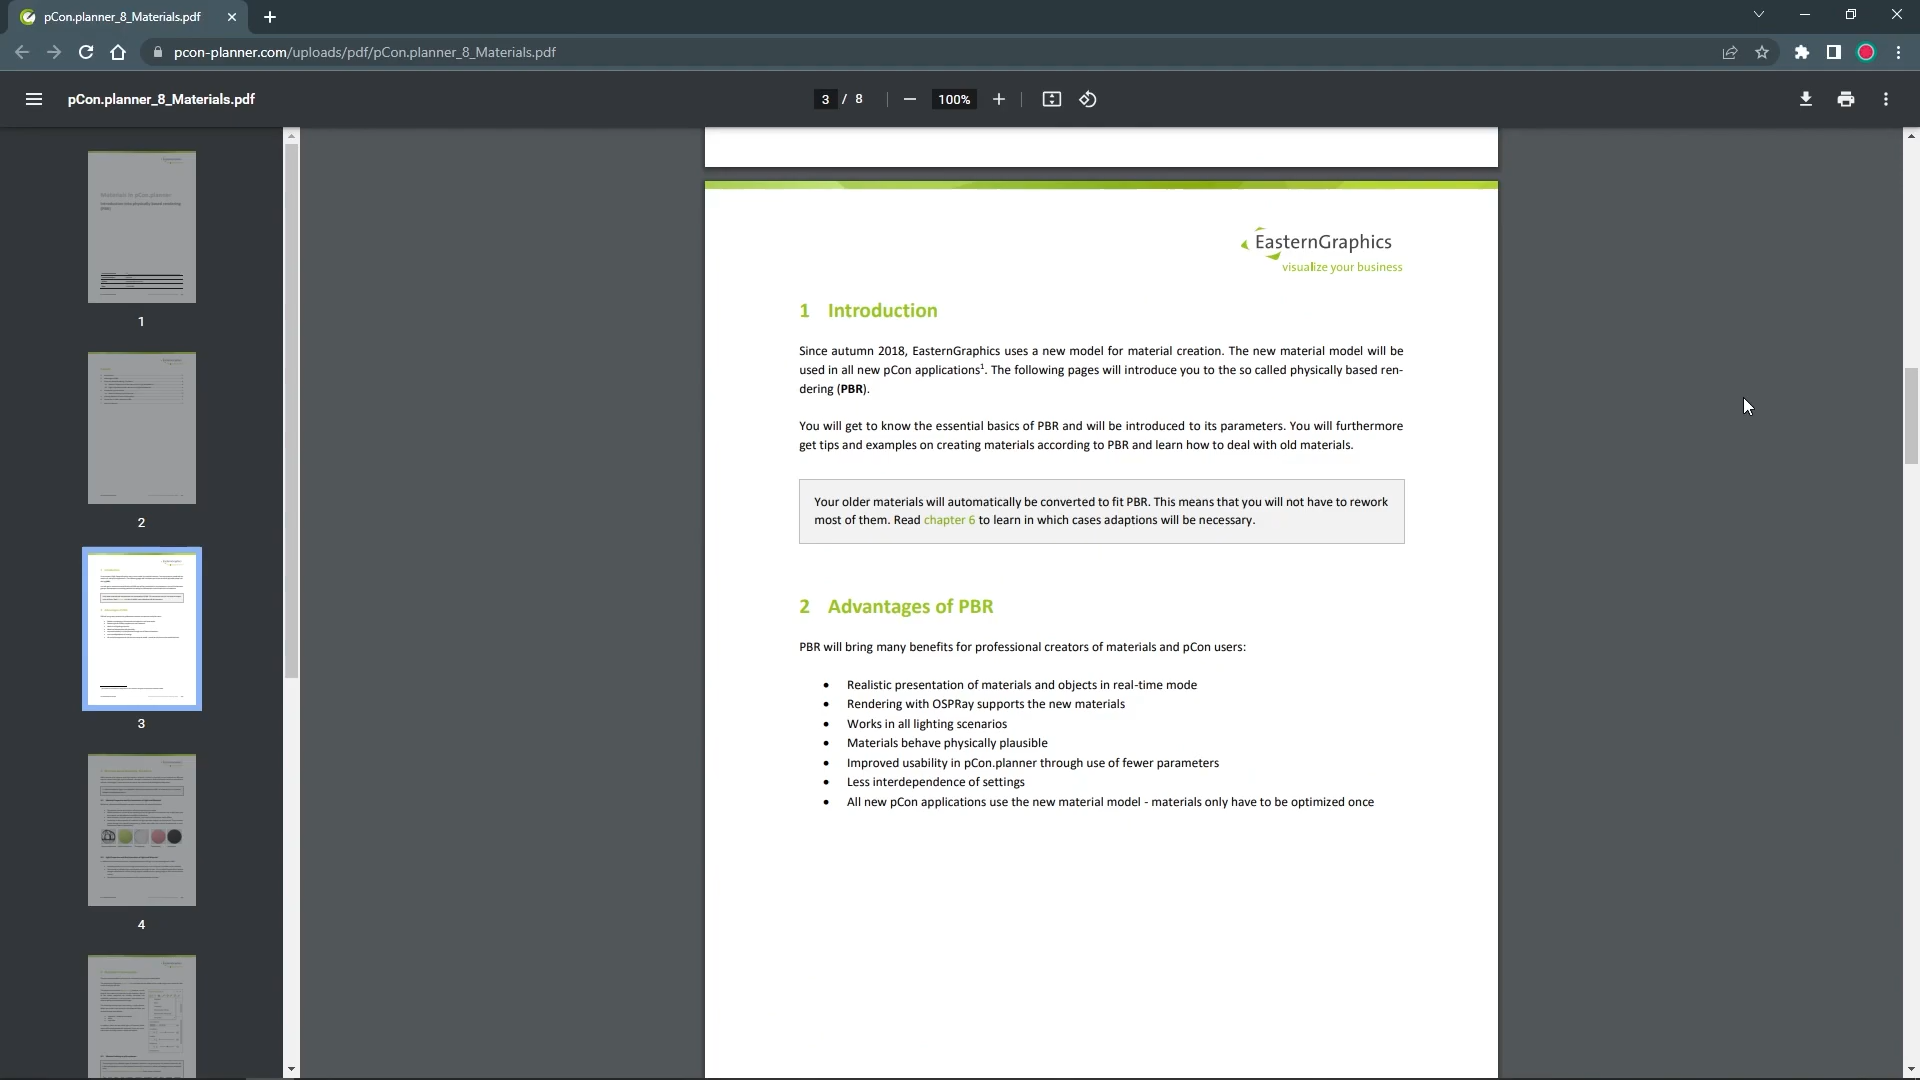 pCon.planner_8_Materials.pdf
pcon-planner.com/uploads/pdf/pCon.planner_8_Materials.pdf
pCon.planner_8_Materials.pdf
3 / 8
100%
1
2
3
4
EasternGraphics
visualize your business
1 Introduction
Since autumn 2018, EasternGraphics uses a new model for material creation. The new material model will be
used in all new pCon applications¹. The following pages will introduce you to the so called physically based ren-
dering (PBR).
You will get to know the essential basics of PBR and will be introduced to its parameters. You will furthermore
get tips and examples on creating materials according to PBR and learn how to deal with old materials.
Your older materials will automatically be converted to fit PBR. This means that you will not have to rework
most of them. Read chapter 6 to learn in which cases adaptions will be necessary.
2 Advantages of PBR
PBR will bring many benefits for professional creators of materials and pCon users:
• Realistic presentation of materials and objects in real-time mode
• Rendering with OSPRay supports the new materials
• Works in all lighting scenarios
• Materials behave physically plausible
• Improved usability in pCon.planner through use of fewer parameters
• Less interdependence of settings
• All new pCon applications use the new material model - materials only have to be optimized once